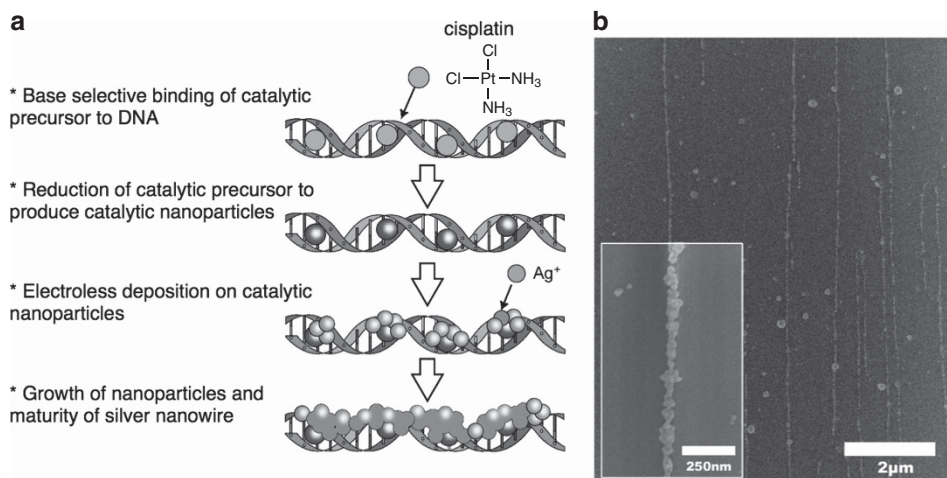 a
cisplatin
Cl
Cl Pt NH₃
NH₃
* Base selective binding of catalytic
precursor to DNA
* Reduction of catalytic precursor to
produce catalytic nanoparticles
Ag⁺
* Electroless deposition on catalytic
nanoparticles
* Growth of nanoparticles and
maturity of silver nanowire
b
250nm
2μm